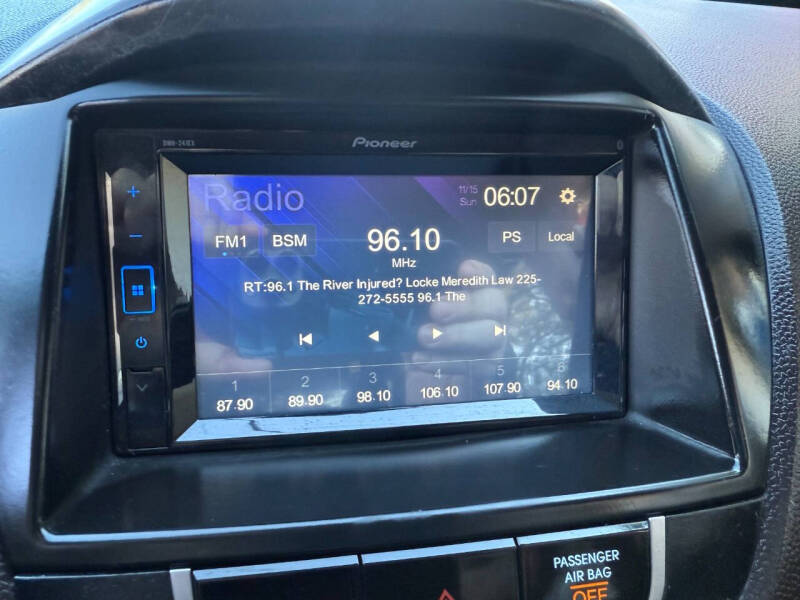 Pioneer
Radio
11/15
Sun
06:07
FM1
BSM
96.10
MHz
PS
Local
RT:96.1 The River Injured? Locke Meredith Law 225-
272-5555 96.1 The
1 2 3 4 5 6
87.90 89.90 98.10 106.10 107.90 94.10
PASSENGER
AIR BAG
OFF